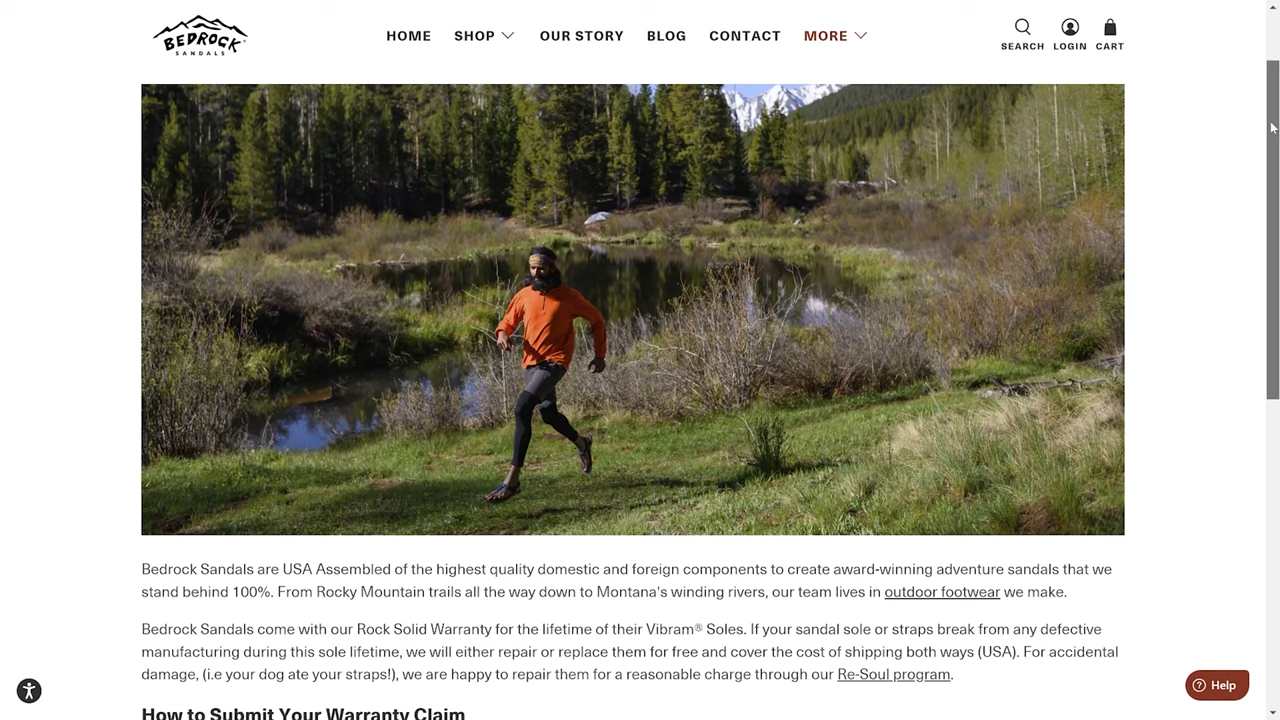 BEDROCK
SANDALS
HOME SHOP OUR STORY BLOG CONTACT MORE
SEARCH LOGIN CART
Bedrock Sandals are USA Assembled of the highest quality domestic and foreign components to create award-winning adventure sandals that we
stand behind 100%. From Rocky Mountain trails all the way down to Montana's winding rivers, our team lives in outdoor footwear we make.
Bedrock Sandals come with our Rock Solid Warranty for the lifetime of their Vibram® Soles. If your sandal sole or straps break from any defective
manufacturing during this sole lifetime, we will either repair or replace them for free and cover the cost of shipping both ways (USA). For accidental
damage, (i.e your dog ate your straps!), we are happy to repair them for a reasonable charge through our Re-Soul program.
Help
How to Submit Your Warranty Claim